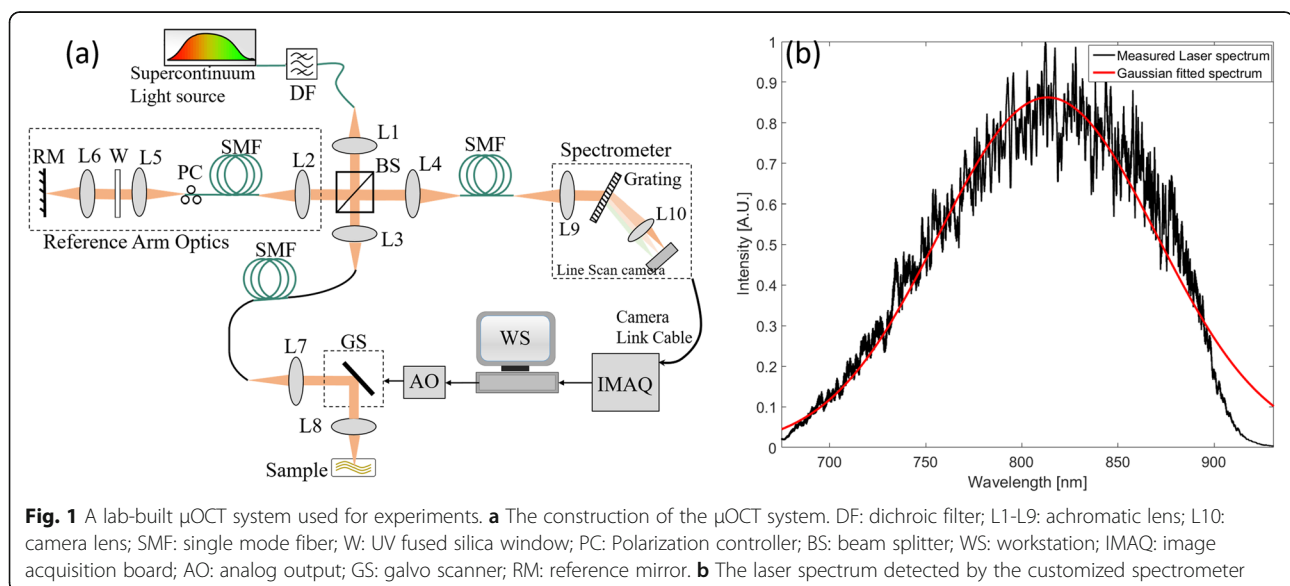 (a)
Supercontinuum
Light source
DF
L1
SMF
RM
L6
W
L5
PC
L2
BS
L4
SMF
Spectrometer
Grating
L9
L10
Line Scan camera
Reference Arm Optics
L3
SMF
Camera
Link Cable
GS
WS
L7
AO
IMAQ
L8
Sample
(b)
Measured Laser spectrum
Gaussian fitted spectrum
Intensity [A.U.]
1
0.9
0.8
0.7
0.6
0.5
0.4
0.3
0.2
0.1
0
700
750
800
850
900
Wavelength [nm]
Fig. 1 A lab-built μOCT system used for experiments. a The construction of the μOCT system. DF: dichroic filter; L1-L9: achromatic lens; L10:
camera lens; SMF: single mode fiber; W: UV fused silica window; PC: Polarization controller; BS: beam splitter; WS: workstation; IMAQ: image
acquisition board; AO: analog output; GS: galvo scanner; RM: reference mirror. b The laser spectrum detected by the customized spectrometer